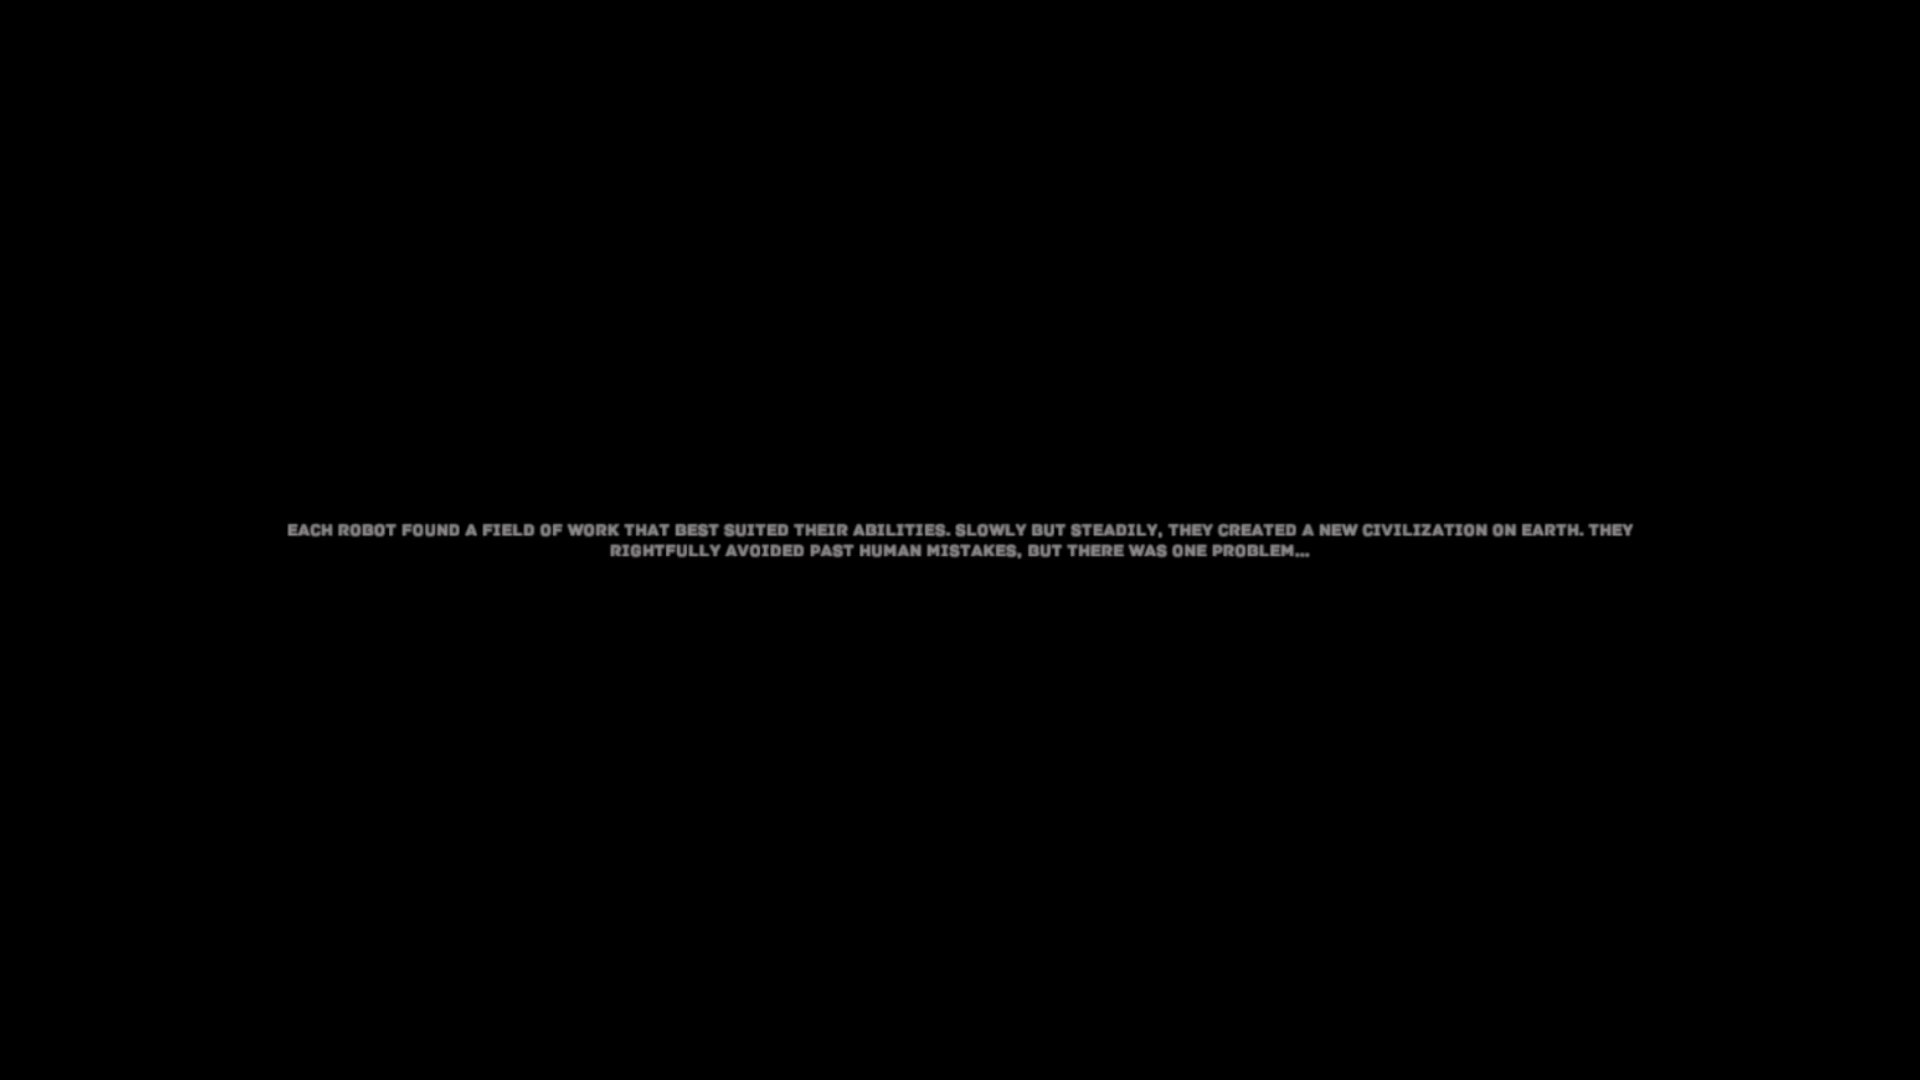 EACH ROBOT FOUND A FIELD OF WORK THAT BEST SUITED THEIR ABILITIES. SLOWLY BUT STEADILY, THEY CREATED A NEW CIVILIZATION ON EARTH. THEY
RIGHTFULLY AVOIDED PAST HUMAN MISTAKES, BUT THERE WAS ONE PROBLEM...